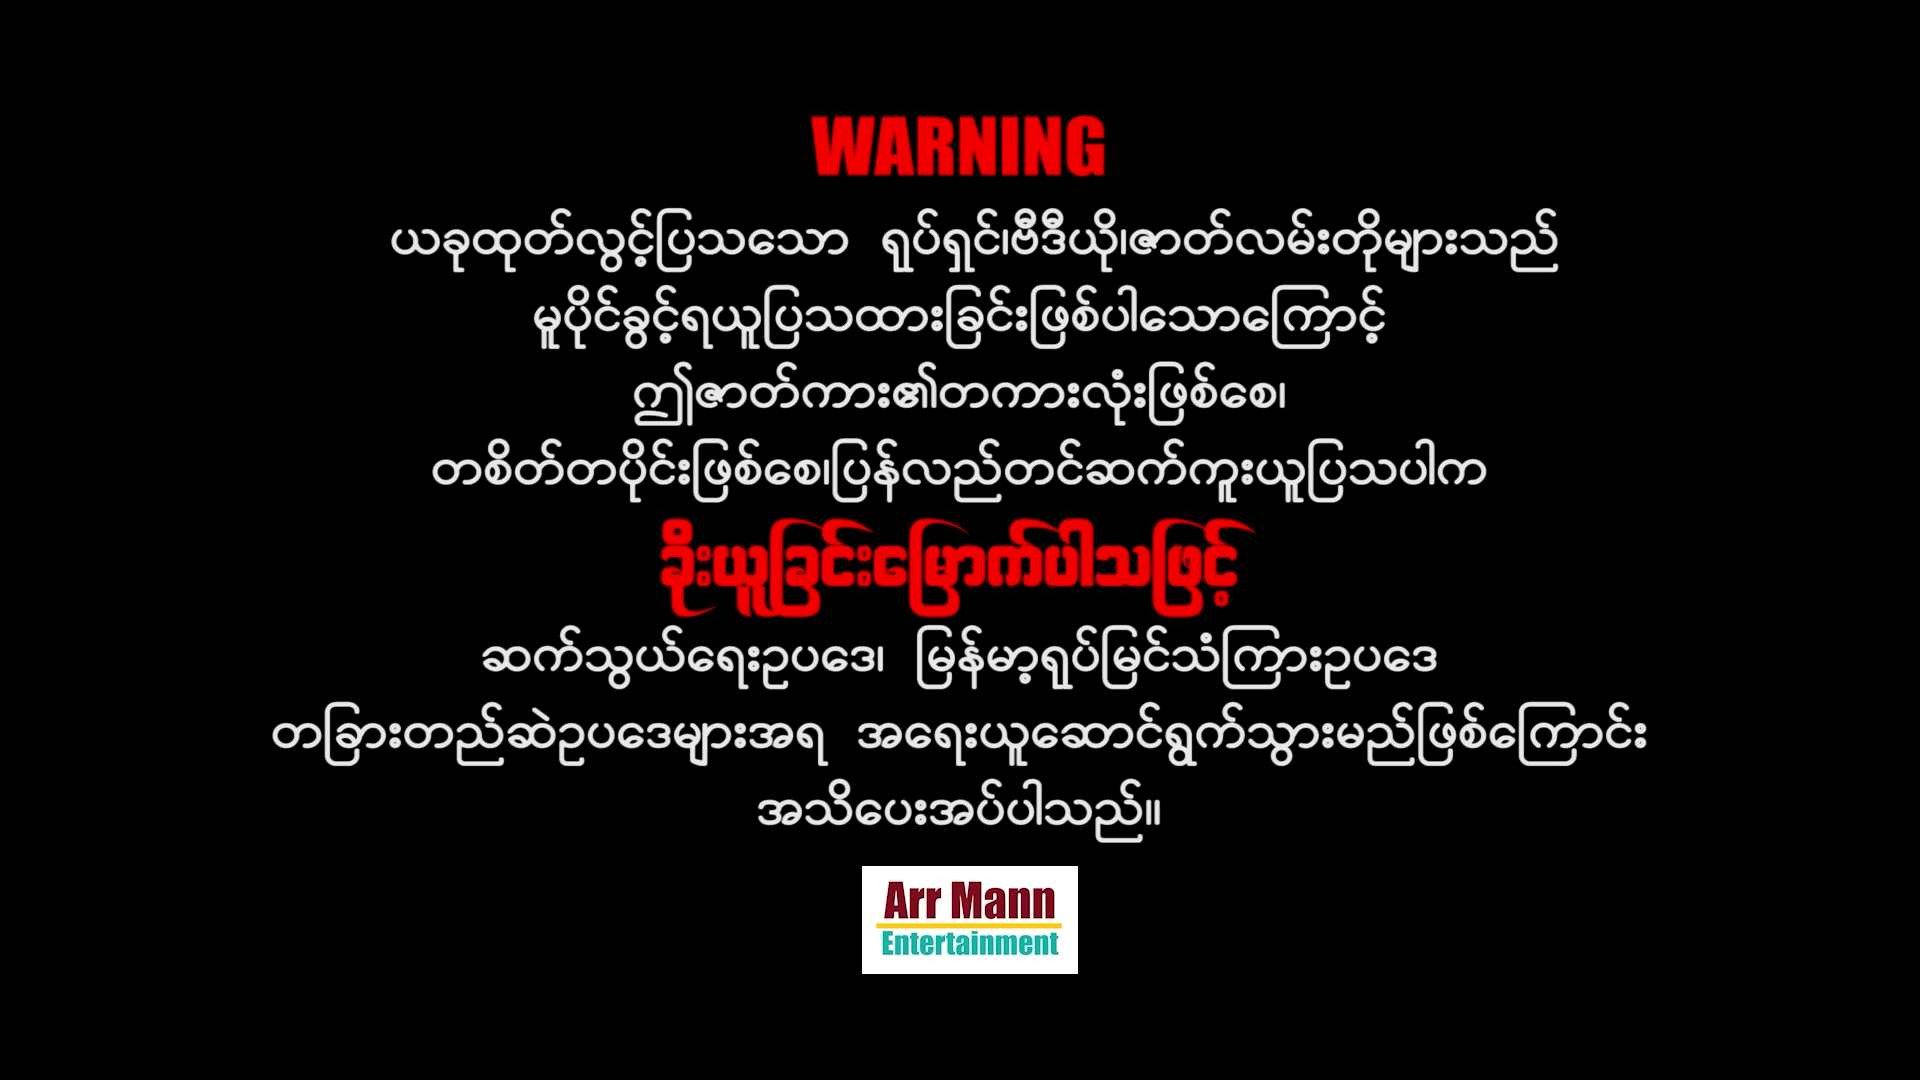 WARNING
ယခုထုတ်လွှင့်ပြသသော ရုပ်ရှင်၊ဗီဒီယို၊ဇာတ်လမ်းတိုများသည်
မူပိုင်ခွင့်ရယူပြသထားခြင်းဖြစ်ပါသောကြောင့်
ဤဇာတ်ကား၏တကားလုံးဖြစ်စေ၊
တစိတ်တပိုင်းဖြစ်စေ၊ပြန်လည်တင်ဆက်ကူးယူပြသပါက
ခိုးယူခြင်းမြောက်ပါသဖြင့်
ဆက်သွယ်ရေးဥပဒေ၊ မြန်မာ့ရုပ်မြင်သံကြားဥပဒေ
တခြားတည်ဆဲဥပဒေများအရ အရေးယူဆောင်ရွက်သွားမည်ဖြစ်ကြောင်း
အသိပေးအပ်ပါသည်။
Arr Mann
Entertainment